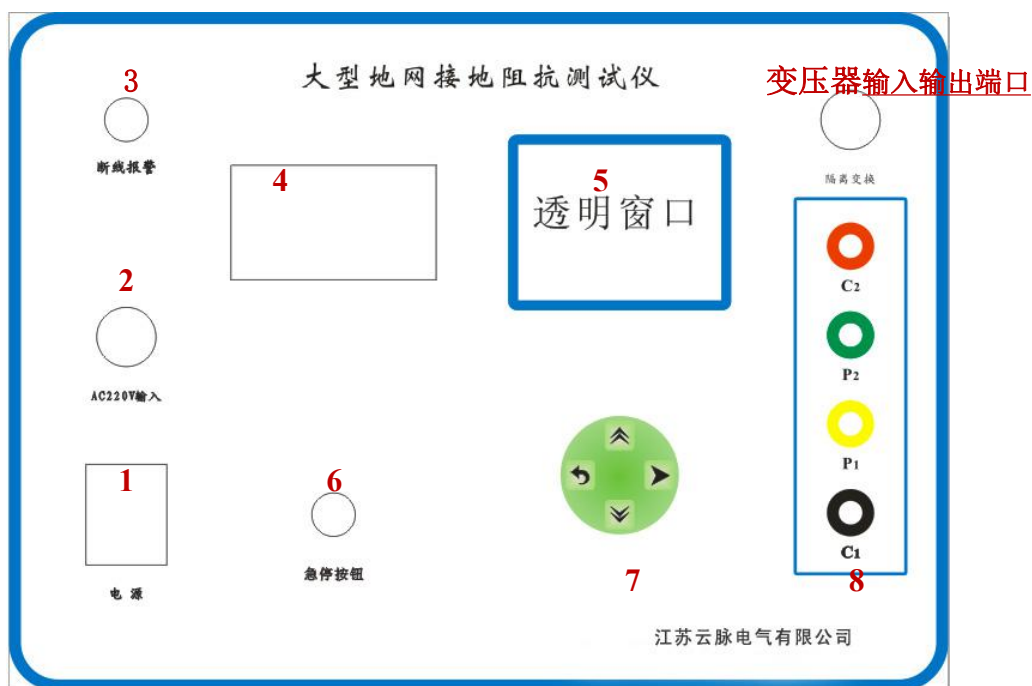 大型地网接地阻抗测试仪
3
变压器输入输出端口
断线报警
隔离变换
4
5
透明窗口
2
C2
AC220V输入
P2
P1
1
6
C1
急停按钮
电 源
7
8
江苏云脉电气有限公司